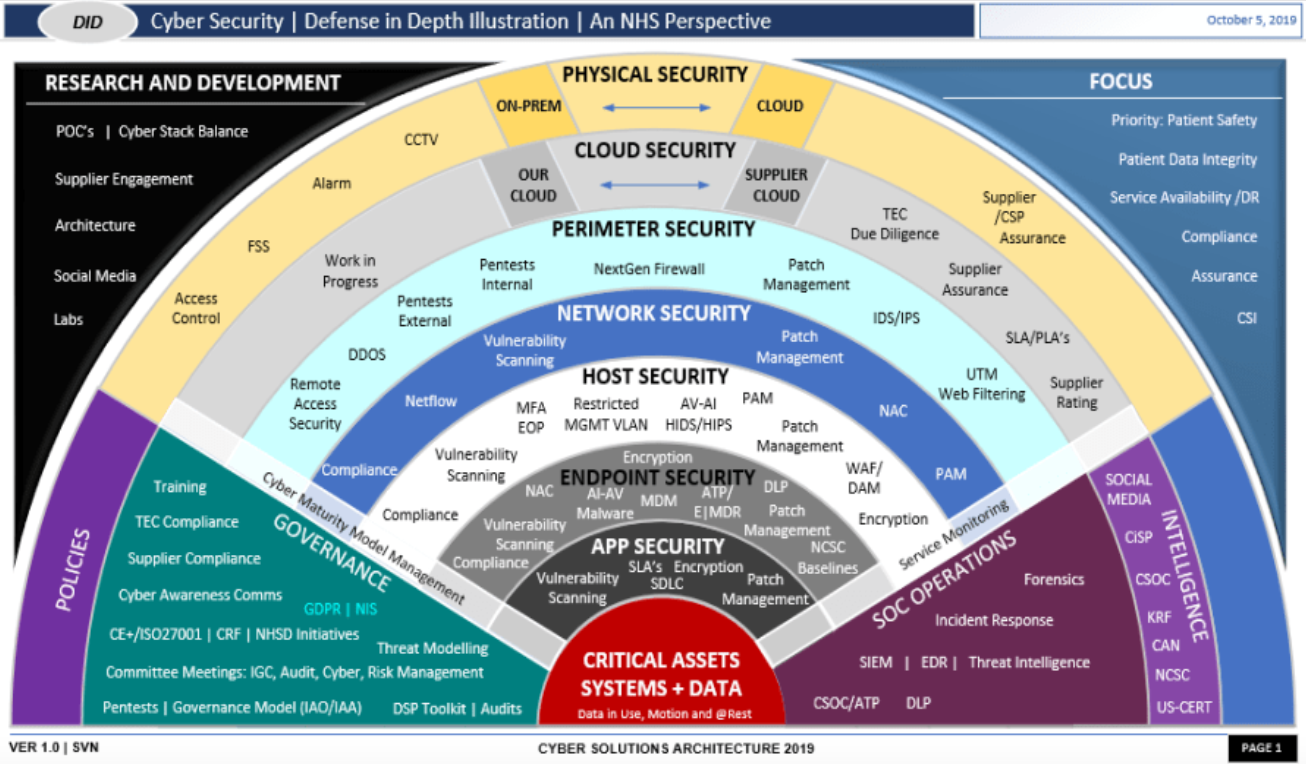 DID
Cyber Security | Defense in Depth Illustration | An NHS Perspective
October 5, 2019
RESEARCH AND DEVELOPMENT
POC's | Cyber Stack Balance
Supplier Engagement
Architecture
Social Media
Labs
FOCUS
Priority: Patient Safety
Patient Data Integrity
Service Availability /DR
Compliance
Assurance
CSI
PHYSICAL SECURITY
ON-PREM
CLOUD
CCTV
Alarm
FSS
Access
Control
Supplier
/CSP
Assurance
CLOUD SECURITY
OUR
CLOUD
SUPPLIER
CLOUD
Work in
Progress
TEC
Due Diligence
Supplier
Assurance
SLA/PLA's
Supplier
Rating
PERIMETER SECURITY
Pentests
Internal
NextGen Firewall
Patch
Management
Pentests
External
IDS/IPS
DDOS
UTM
Web Filtering
Remote
Access
Security
NETWORK SECURITY
Vulnerability
Scanning
Patch
Management
Netflow
NAC
Compliance
PAM
HOST SECURITY
MFA
EOP
Restricted
MGMT VLAN
AV-AI
HIDS/HIPS
PAM
Patch
Management
Vulnerability
Scanning
WAF/
DAM
Compliance
Encryption
Encryption
ENDPOINT SECURITY
NAC
AI-AV
Malware
MDM
ATP/
E|MDR
DLP
Patch
Management
Vulnerability
Scanning
NCSC
Baselines
Compliance
APP SECURITY
SLA's Encryption
SDLC
Vulnerability
Scanning
Patch
Management
CRITICAL ASSETS
SYSTEMS + DATA
Data in Use, Motion and @Rest
Cyber Maturity Model Management
Service Monitoring
POLICIES
GOVERNANCE
Training
TEC Compliance
Supplier Compliance
Cyber Awareness Comms
GDPR | NIS
CE+/ISO27001 | CRF | NHSD Initiatives
Threat Modelling
Committee Meetings: IGC, Audit, Cyber, Risk Management
Pentests | Governance Model (IAO/IAA)
DSP Toolkit | Audits
SOC OPERATIONS
Forensics
Incident Response
SIEM | EDR | Threat Intelligence
CSOC/ATP DLP
INTELLIGENCE
SOCIAL
MEDIA
CiSP
CSOC
KRF
CAN
NCSC
US-CERT
VER 1.0 | SVN
CYBER SOLUTIONS ARCHITECTURE 2019
PAGE 1